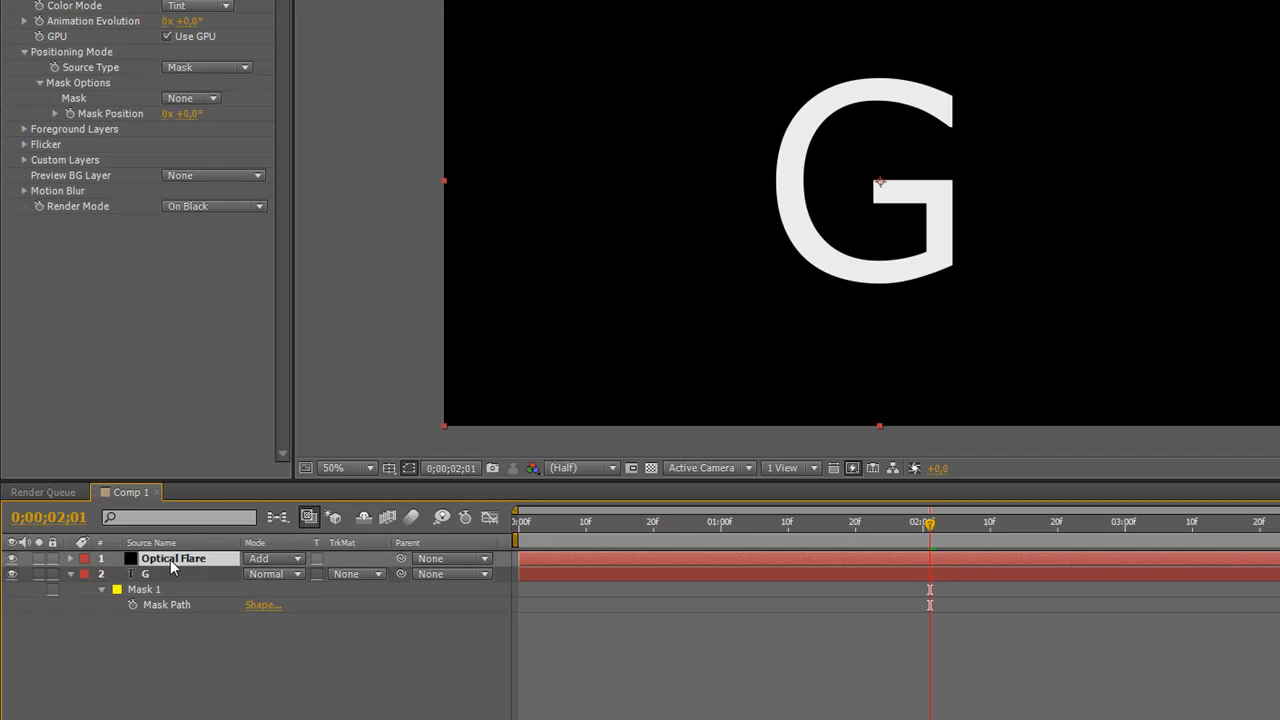 Color Mode Tint
Animation Evolution 0x +0,0°
GPU Use GPU
Positioning Mode
Source Type Mask
Mask Options
Mask None
Mask Position 0x +0,0°
Foreground Layers
Flicker
Custom Layers
Preview BG Layer None
Motion Blur
Render Mode On Black
G
50% 0;00;02;01 (Half) Active Camera 1 View +0,0
Render Queue Comp 1
0;00;02;01
0:00f 10f 20f 01:00f 10f 20f 10f 20f 03:00f 10f 20f
# Source Name Mode T TrkMat Parent
1 Optical Flare Add None
2 T G Normal None None
Mask 1
Mask Path Shape...